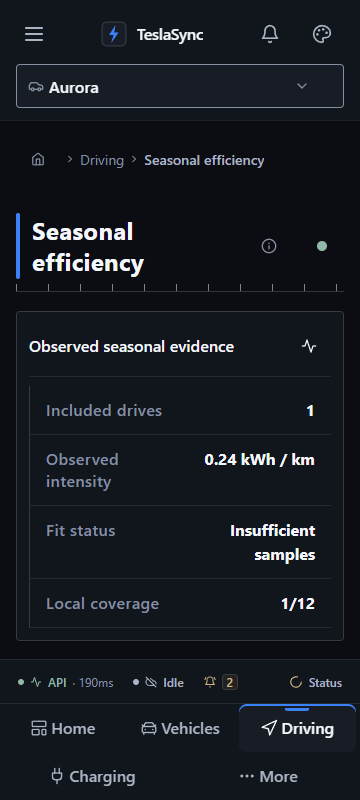 TeslaSync
Aurora
Driving
Seasonal efficiency
Seasonal
efficiency
Observed seasonal evidence
Included drives 1
Observed 0.24 kWh / km
intensity
Fit status Insufficient
samples
Local coverage 1/12
API · 190ms Idle 2 Status
Home Vehicles Driving
Charging More